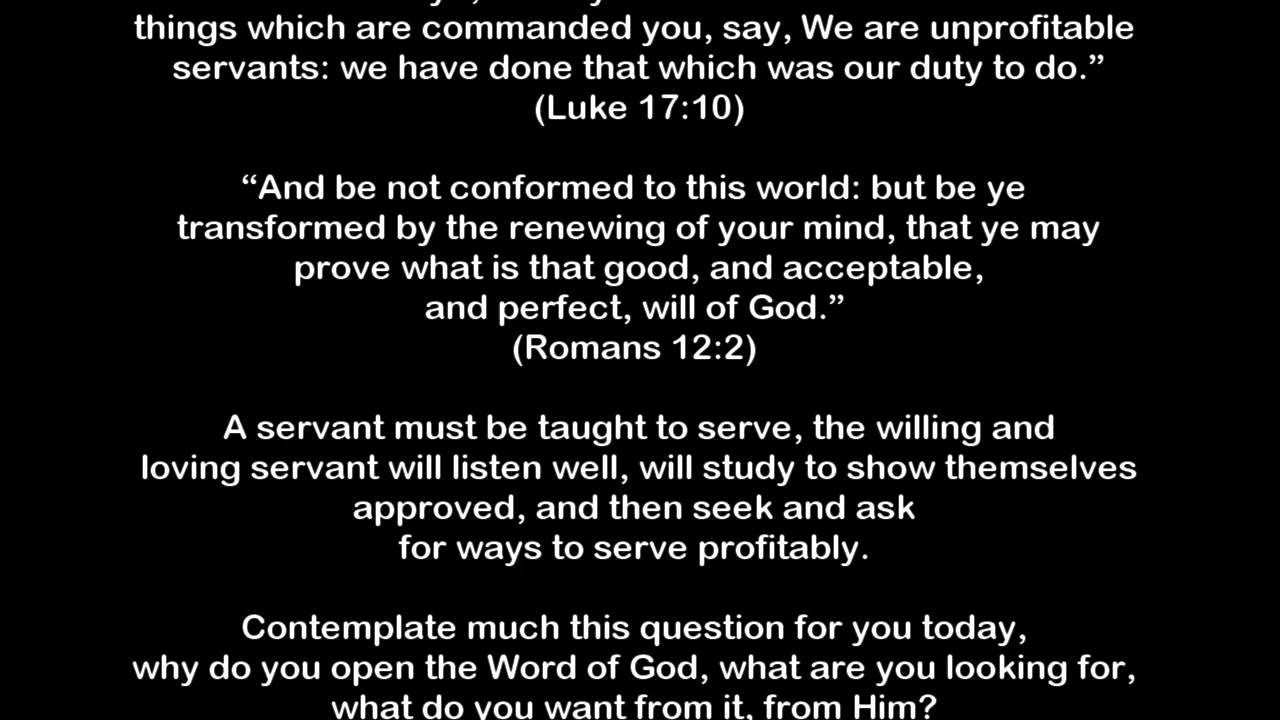 things which are commanded you, say, We are unprofitable
servants: we have done that which was our duty to do.”
(Luke 17:10)
“And be not conformed to this world: but be ye
transformed by the renewing of your mind, that ye may
prove what is that good, and acceptable,
and perfect, will of God.”
(Romans 12:2)
A servant must be taught to serve, the willing and
loving servant will listen well, will study to show themselves
approved, and then seek and ask
for ways to serve profitably.
Contemplate much this question for you today,
why do you open the Word of God, what are you looking for,
what do you want from it, from Him?